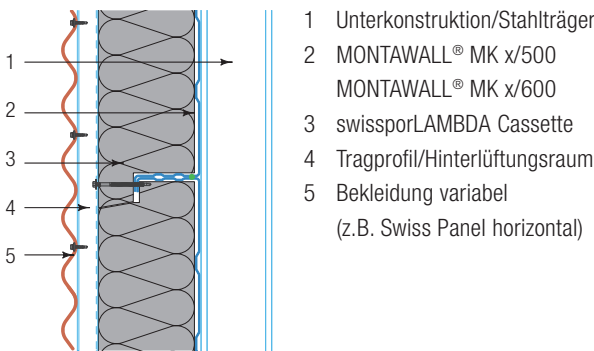 1 Unterkonstruktion/Stahlträger
2 MONTAWALL® MK x/500
MONTAWALL® MK x/600
3 swissporLAMBDA Cassette
4 Tragprofil/Hinterlüftungsraum
5 Bekleidung variabel
(z.B. Swiss Panel horizontal)
1
2
3
4
5